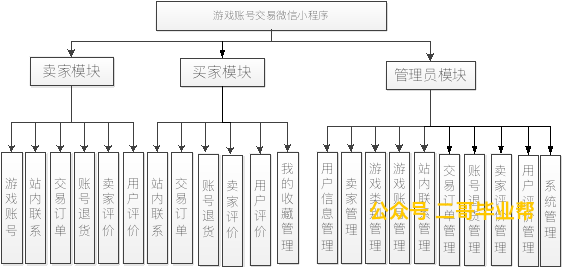 游戏账号交易微信小程序
卖家模块
买家模块
管理员模块
游戏账号
站内联系
交易订单
账号退货
卖家评价
用户评价
站内联系
交易订单
账号退货
卖家评价
用户评价
我的收藏管理
用户信息管理
卖家管理
游戏类型管理
游戏账号管理
站内联系管理
交易订单管理
账号退货管理
卖家评价管理
用户评价管理
系统管理
公众号 二哥毕业帮